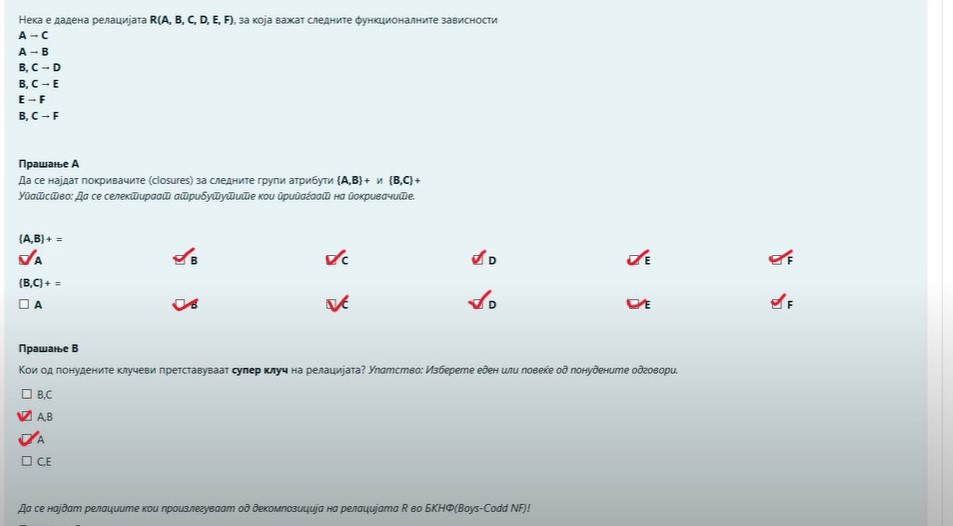 Нека е дадена релацијата R(A, B, C, D, E, F), за која важат следните функционалните зависности
A → C
A → B
B, C → D
B, C → E
E → F
B, C → F
Прашање А
Да се најдат покривачите (closures) за следните групи атрибути {A,B}+ и {B,C}+
Упатство: Да се селектираат атрибутутите кои припаѓаат на покривачите.
{A,B}+ =
A B C D E F
{B,C}+ =
A B C D E F
Прашање B
Кои од понудените клучеви претставуваат супер клуч на релацијата? Упатство: Изберете еден или повеќе од понудените одговори.
B,C
A,B
A
C,E
Да се најдат релациите кои произлегуваат од декомпозиција на релацијата R во БКНФ(Boys-Codd NF)!